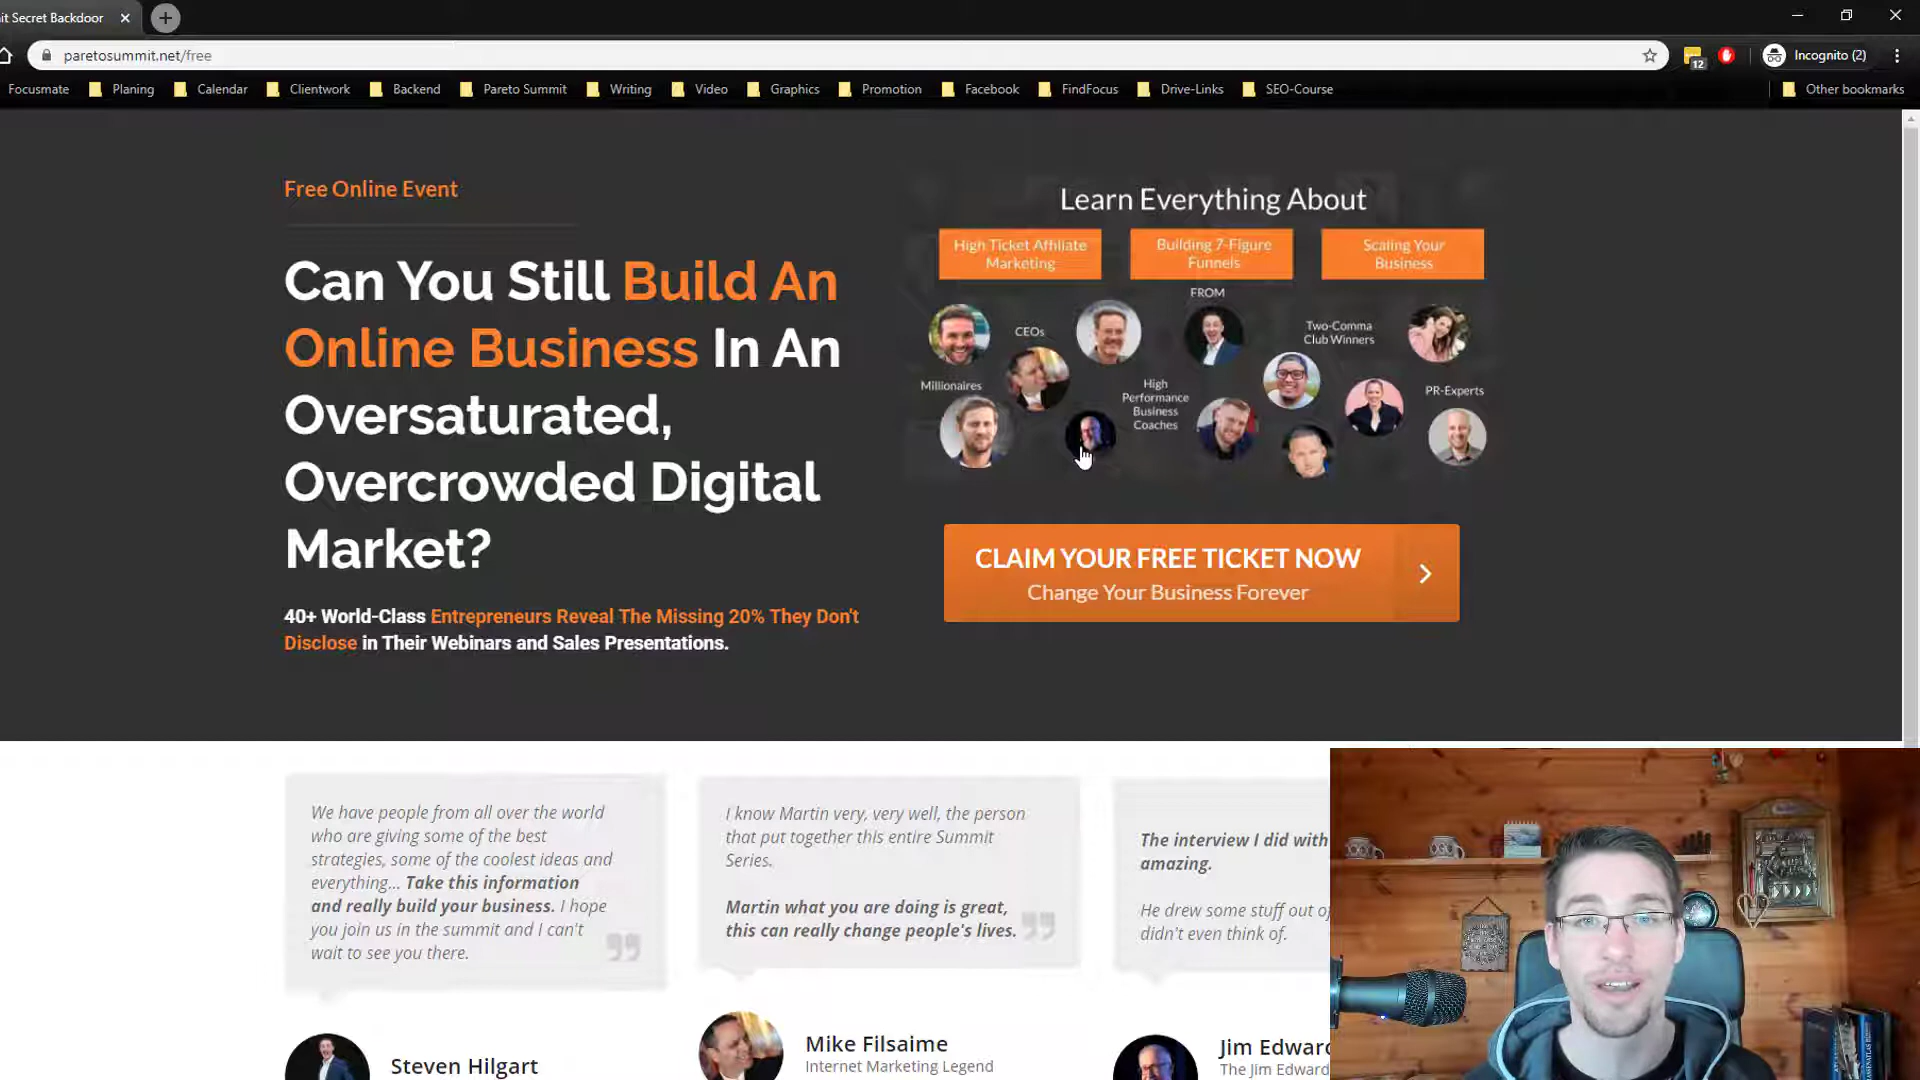 it Secret Backdoor
paretosummit.net/free
12
Incognito (2)
Focusmate
Planing
Calendar
Clientwork
Backend
Pareto Summit
Writing
Video
Graphics
Promotion
Facebook
FindFocus
Drive-Links
SEO-Course
Other bookmarks
Free Online Event
Can You Still Build An
Online Business In An
Oversaturated,
Overcrowded Digital
Market?
40+ World-Class Entrepreneurs Reveal The Missing 20% They Don't
Disclose in Their Webinars and Sales Presentations.
Learn Everything About
High Ticket Affiliate
Marketing
Building 7-Figure
Funnels
Scaling Your
Business
FROM
CEOs
Two-Comma
Club Winners
Millionaires
High
Performance
Business
Coaches
PR-Experts
CLAIM YOUR FREE TICKET NOW
Change Your Business Forever
We have people from all over the world
who are giving some of the best
strategies, some of the coolest ideas and
everything... Take this information
and really build your business. I hope
you join us in the summit and I can't
wait to see you there.
Steven Hilgart
I know Martin very, very well, the person
that put together this entire Summit
Series.
Martin what you are doing is great,
this can really change people's lives.
Mike Filsaime
Internet Marketing Legend
The interview I did with
amazing.
He drew some stuff out of
didn't even think of.
Jim Edward
The Jim Edward